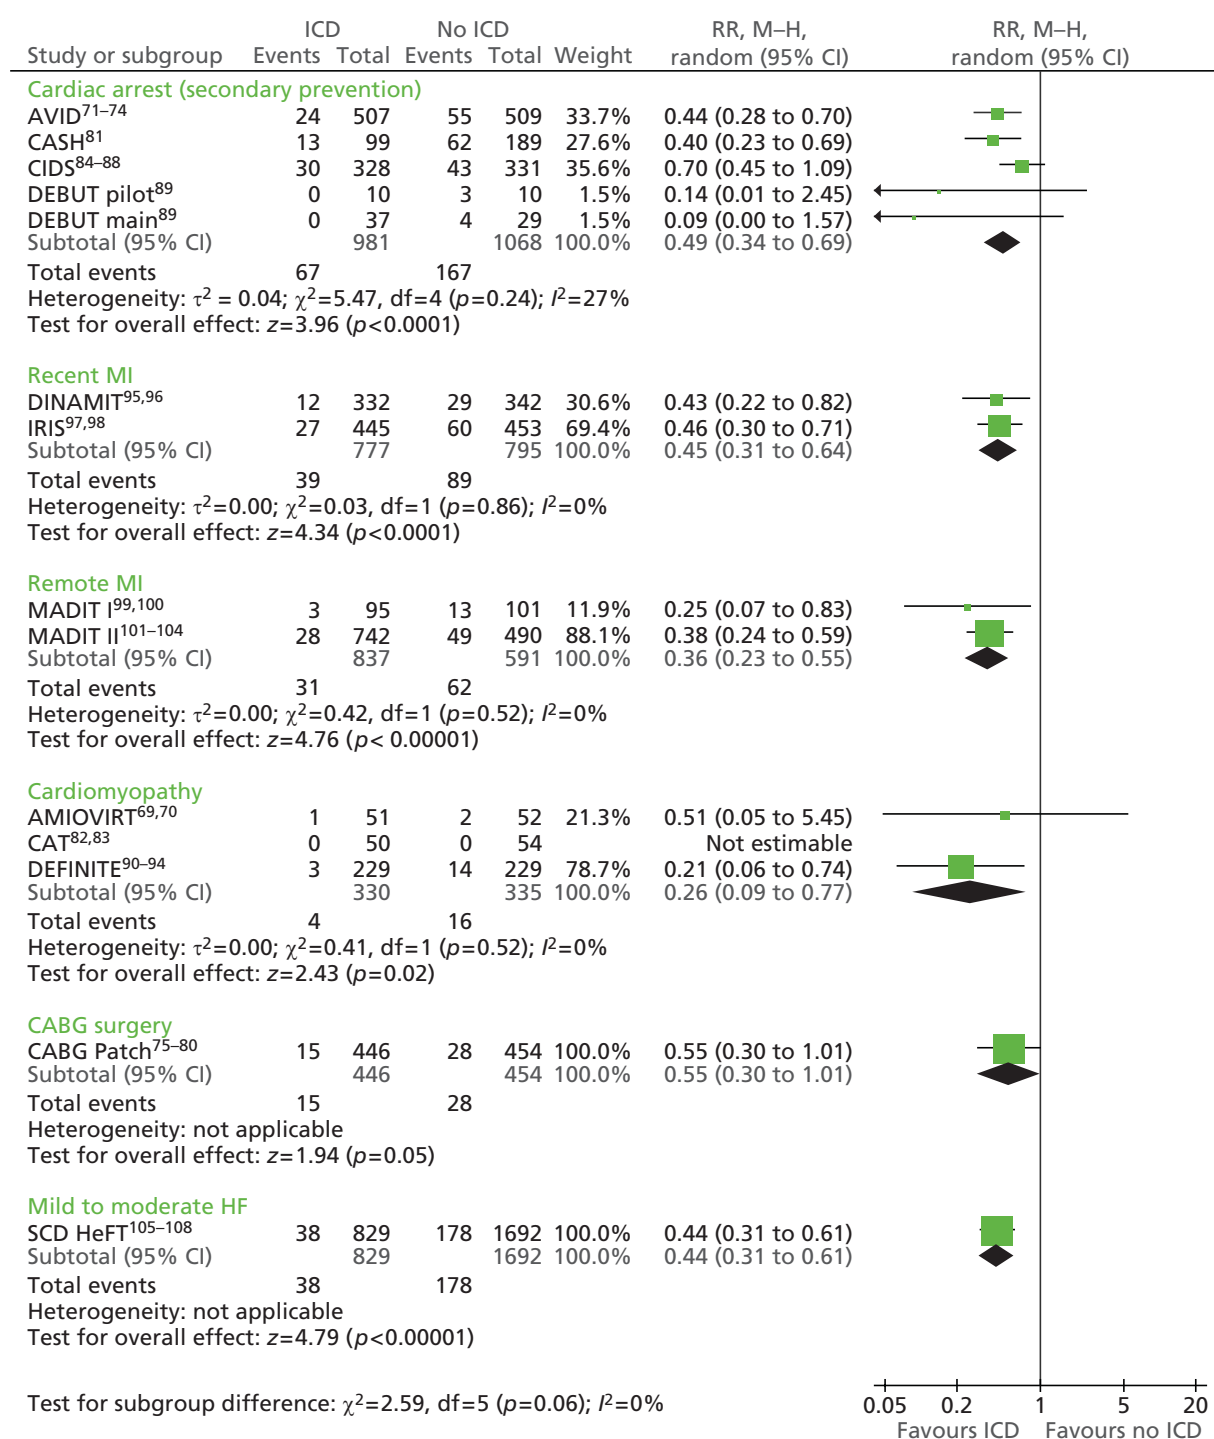 ICD No ICD RR, M–H, RR, M–H,
Study or subgroup Events Total Events Total Weight random (95% CI) random (95% CI)
Cardiac arrest (secondary prevention)
AVID71–74 24 507 55 509 33.7% 0.44 (0.28 to 0.70)
CASH81 13 99 62 189 27.6% 0.40 (0.23 to 0.69)
CIDS84–88 30 328 43 331 35.6% 0.70 (0.45 to 1.09)
DEBUT pilot89 0 10 3 10 1.5% 0.14 (0.01 to 2.45)
DEBUT main89 0 37 4 29 1.5% 0.09 (0.00 to 1.57)
Subtotal (95% CI) 981 1068 100.0% 0.49 (0.34 to 0.69)
Total events 67 167
Heterogeneity: τ2 = 0.04; χ2=5.47, df=4 (p=0.24); I2=27%
Test for overall effect: z=3.96 (p<0.0001)
Recent MI
DINAMIT95,96 12 332 29 342 30.6% 0.43 (0.22 to 0.82)
IRIS97,98 27 445 60 453 69.4% 0.46 (0.30 to 0.71)
Subtotal (95% CI) 777 795 100.0% 0.45 (0.31 to 0.64)
Total events 39 89
Heterogeneity: τ2=0.00; χ2=0.03, df=1 (p=0.86); I2=0%
Test for overall effect: z=4.34 (p<0.0001)
Remote MI
MADIT I99,100 3 95 13 101 11.9% 0.25 (0.07 to 0.83)
MADIT II101–104 28 742 49 490 88.1% 0.38 (0.24 to 0.59)
Subtotal (95% CI) 837 591 100.0% 0.36 (0.23 to 0.55)
Total events 31 62
Heterogeneity: τ2=0.00; χ2=0.42, df=1 (p=0.52); I2=0%
Test for overall effect: z=4.76 (p< 0.00001)
Cardiomyopathy
AMIOVIRT69,70 1 51 2 52 21.3% 0.51 (0.05 to 5.45)
CAT82,83 0 50 0 54 Not estimable
DEFINITE90–94 3 229 14 229 78.7% 0.21 (0.06 to 0.74)
Subtotal (95% CI) 330 335 100.0% 0.26 (0.09 to 0.77)
Total events 4 16
Heterogeneity: τ2=0.00; χ2=0.41, df=1 (p=0.52); I2=0%
Test for overall effect: z=2.43 (p=0.02)
CABG surgery
CABG Patch75–80 15 446 28 454 100.0% 0.55 (0.30 to 1.01)
Subtotal (95% CI) 446 454 100.0% 0.55 (0.30 to 1.01)
Total events 15 28
Heterogeneity: not applicable
Test for overall effect: z=1.94 (p=0.05)
Mild to moderate HF
SCD HeFT105–108 38 829 178 1692 100.0% 0.44 (0.31 to 0.61)
Subtotal (95% CI) 829 1692 100.0% 0.44 (0.31 to 0.61)
Total events 38 178
Heterogeneity: not applicable
Test for overall effect: z=4.79 (p<0.00001)
Test for subgroup difference: χ2=2.59, df=5 (p=0.06); I2=0%
0.05 0.2 1 5 20
Favours ICD Favours no ICD